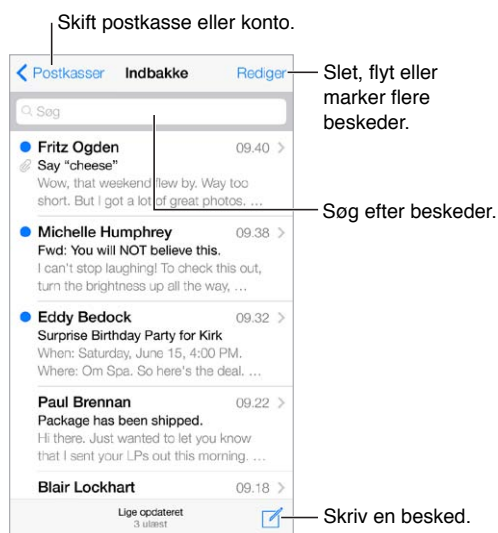 Skift postkasse eller konto.
Postkasser Indbakke Rediger
Slet, flyt eller
marker flere
beskeder.
Søg
Fritz Ogden 09.40
Say “cheese”
Wow, that weekend flew by. Way too
short. But I got a lot of great photos. …
Søg efter beskeder.
Michelle Humphrey 09.38
Fwd: You will NOT believe this.
I can't stop laughing! To check this out,
turn the brightness up all the way, …
Eddy Bedock 09.32
Surprise Birthday Party for Kirk
When: Saturday, June 15, 4:00 PM.
Where: Om Spa. So here's the deal. …
Paul Brennan 09.22
Package has been shipped.
Hi there. Just wanted to let you know
that I sent your LPs out this morning. …
Blair Lockhart 09.18
Lige opdateret
3 ulæst
Skriv en besked.